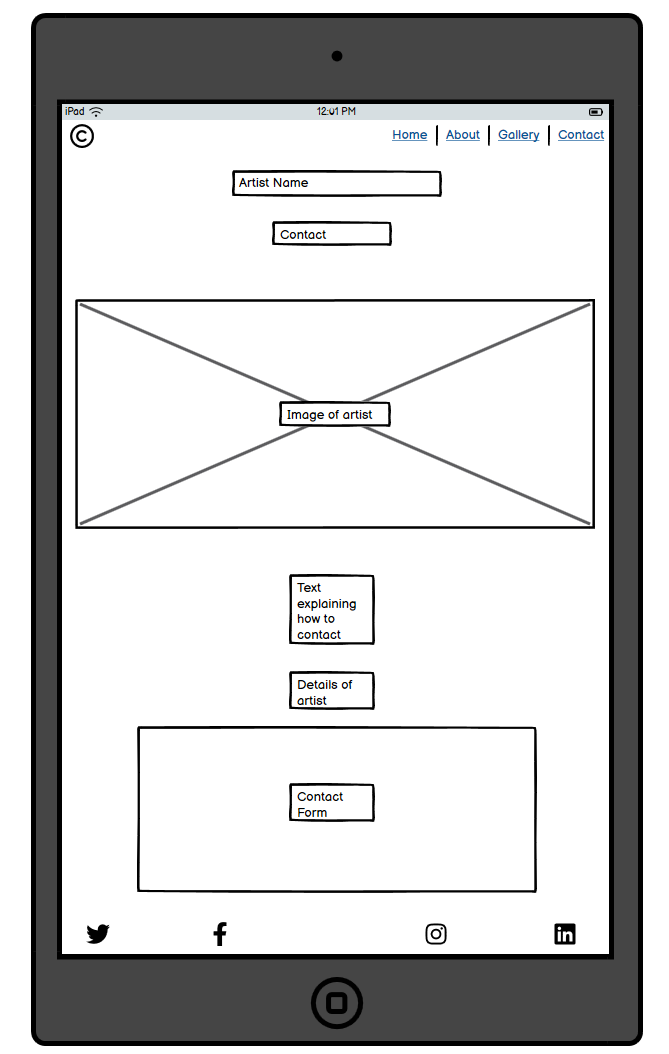 iPad 12:01 PM
© Home About Gallery Contact
Artist Name
Contact
Image of artist
Text
explaining
how to
contact
Details of
artist
Contact
Form